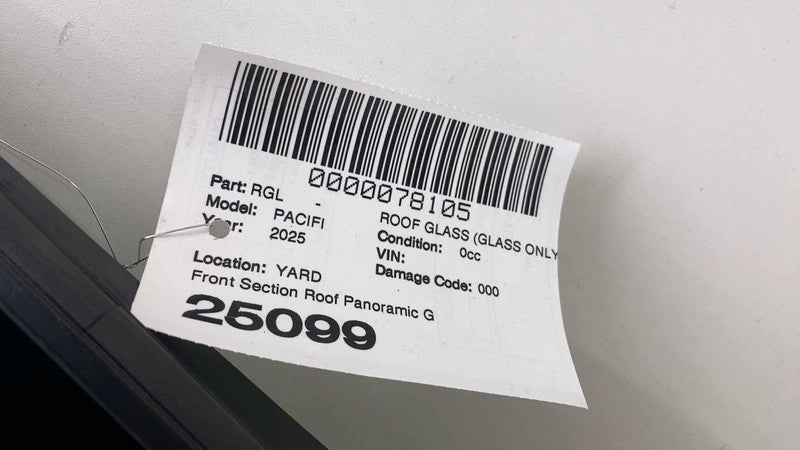 0000078105
Part: RGL - ROOF GLASS (GLASS ONLY
Model: PACIFI Condition: 0cc
Year: 2025 VIN:
Damage Code: 000
Location: YARD
Front Section Roof Panoramic G
25099